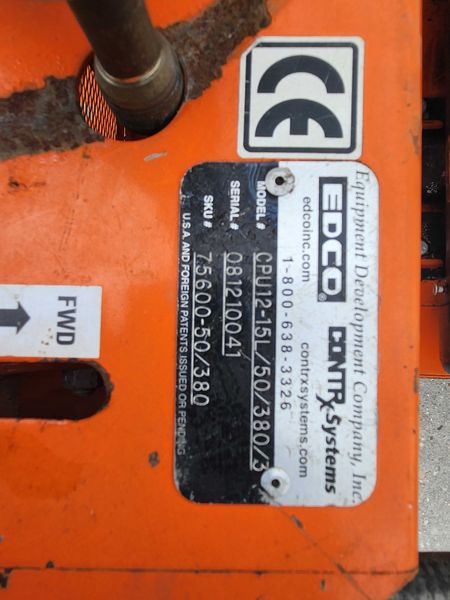 CE
Equipment Development Company, Inc.
EDCO® CONTRx Systems
edcoinc.com contrxsystems.com
1-800-638-3326
MODEL # CPU12-15L/50/380/3
SERIAL # 081210041
SKU # 75600-50/380
U.S.A. AND FOREIGN PATENTS ISSUED OR PENDING
FWD